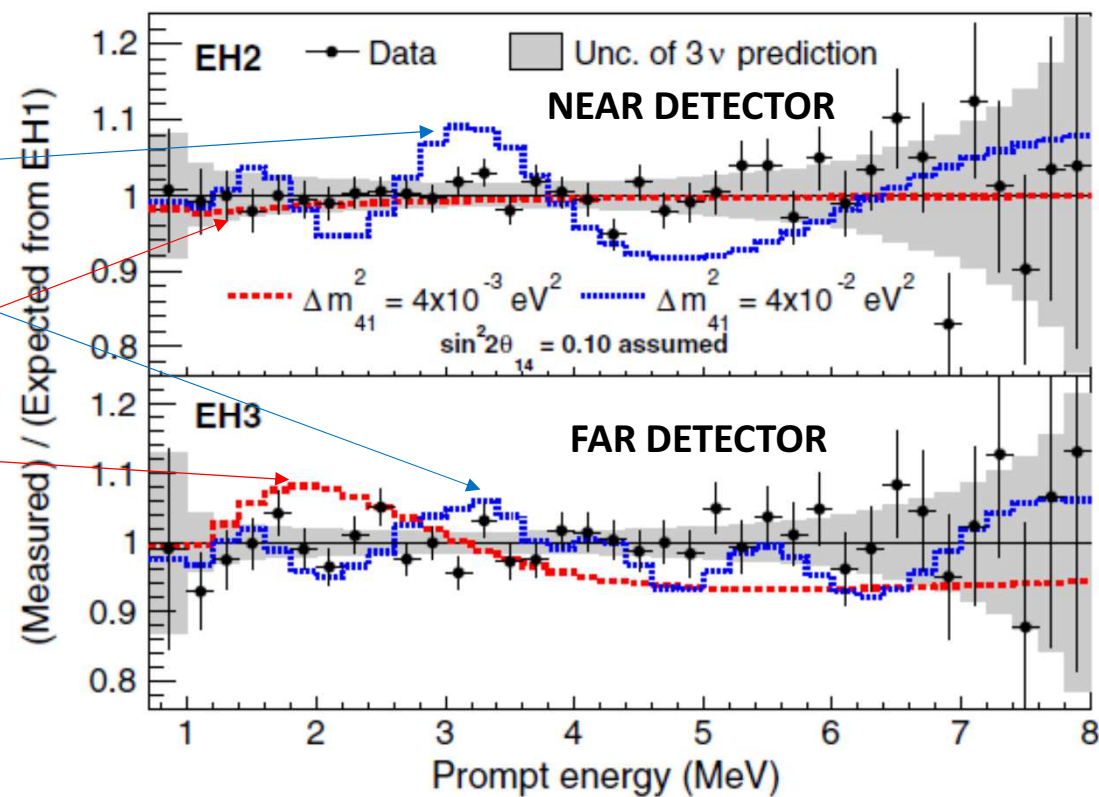 (Measured) / (Expected from EH1)
EH2 Data Unc. of 3 ν prediction
NEAR DETECTOR
1.2
1.1
1
0.9
0.8
Δm²₄₁ = 4x10⁻³ eV² Δm²₄₁ = 4x10⁻² eV²
sin²2θ₁₄ = 0.10 assumed
EH3
FAR DETECTOR
1.2
1.1
1
0.9
0.8
1 2 3 4 5 6 7 8
Prompt energy (MeV)